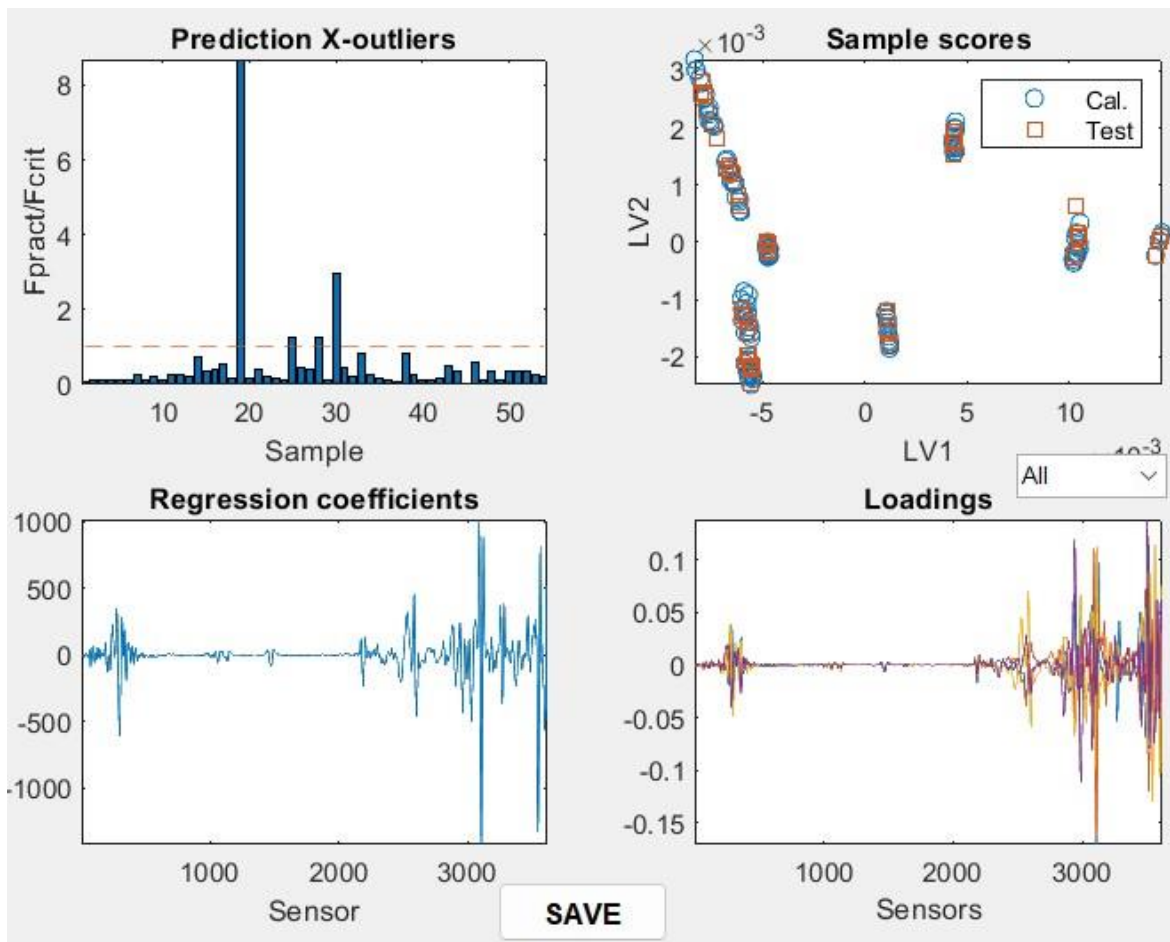 Prediction X-outliers
8
6
4
2
0
Fpract/Fcrit
10 20 30 40 50
Sample
Sample scores
×10-3
3
2
1
0
-1
-2
LV2
Cal.
Test
-5 0 5 10
LV1
All
Regression coefficients
1000
500
0
-500
-1000
1000 2000 3000
Sensor
Loadings
0.1
0.05
0
-0.05
-0.1
-0.15
1000 2000 3000
Sensors
SAVE